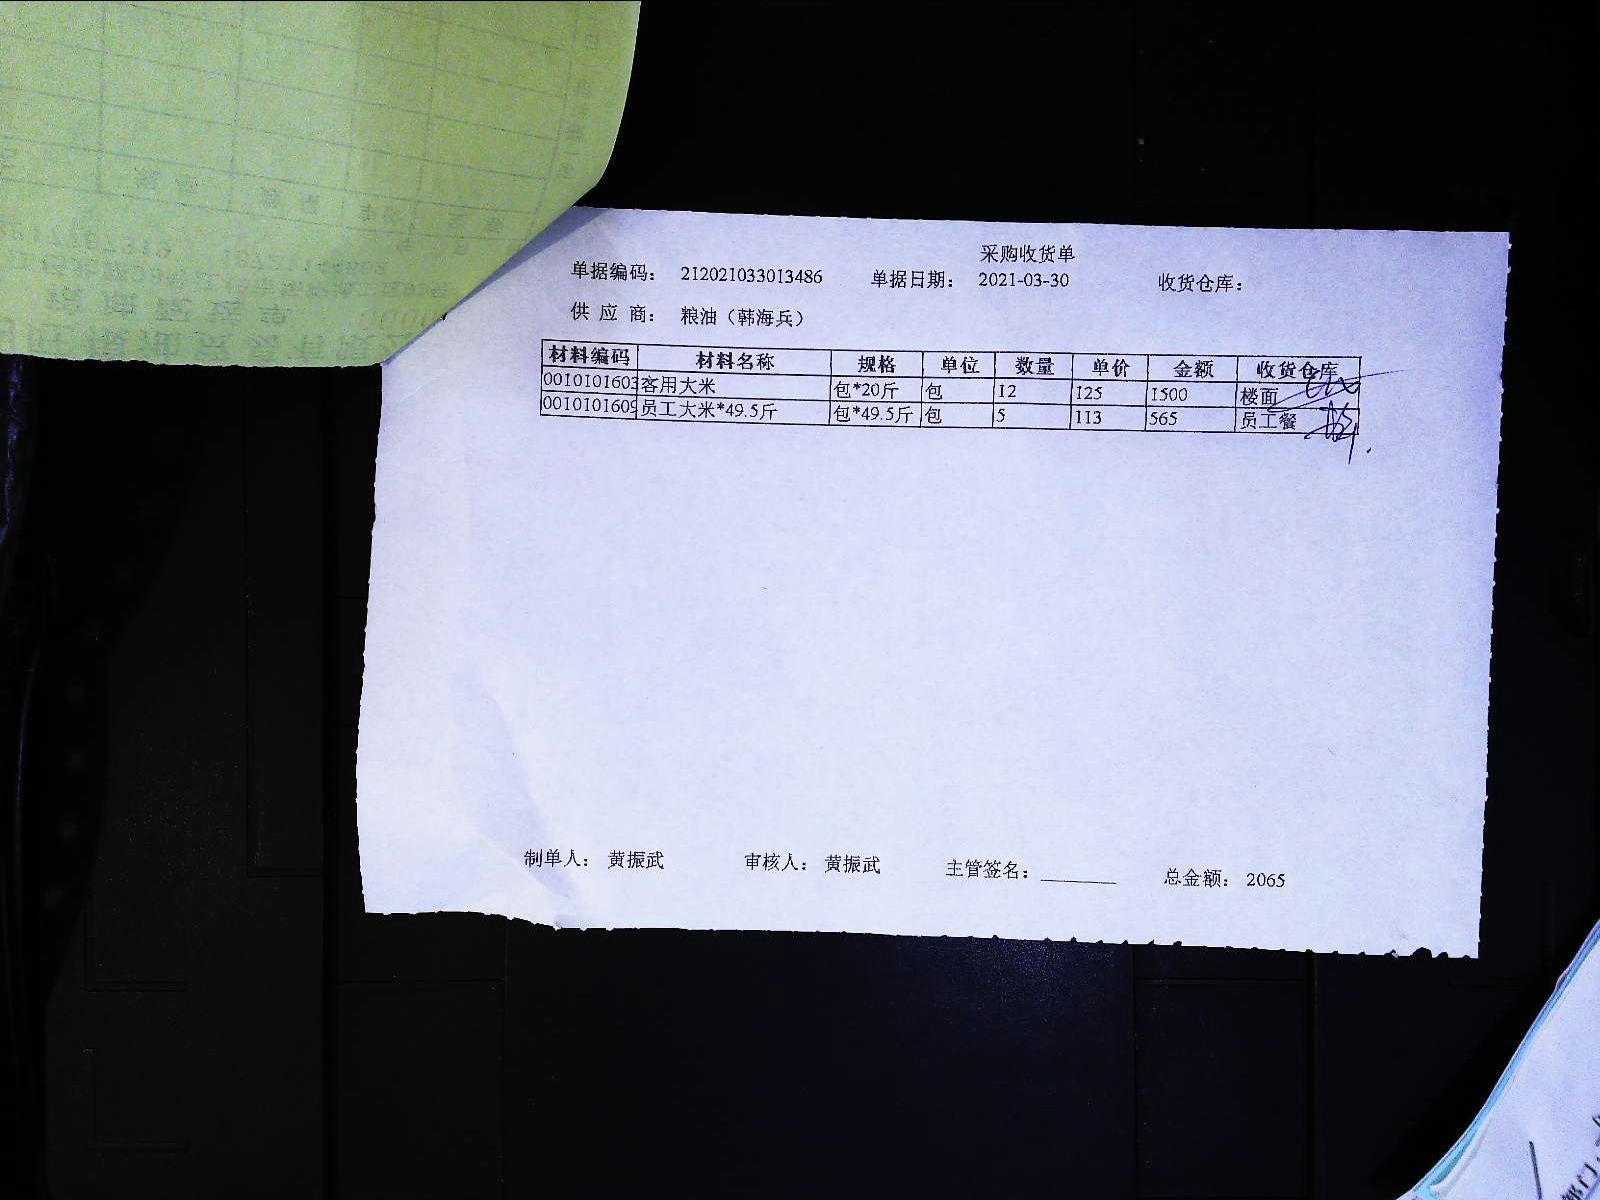 采购收货单
单据编码： 212021033013486 单据日期： 2021-03-30 收货仓库：
供 应 商： 粮油（韩海兵）
材料编码 材料名称 规格 单位 数量 单价 金额 收货仓库
0010101603 客用大米 包*20斤 包 12 125 1500 楼面
0010101609 员工大米*49.5斤 包*49.5斤 包 5 113 565 员工餐
制单人： 黄振武 审核人： 黄振武 主管签名： 总金额： 2065